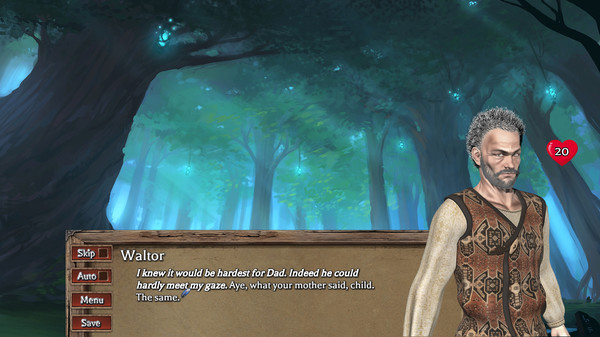 20
Skip
Auto
Menu
Save
Waltor
I knew it would be hardest for Dad. Indeed he could
hardly meet my gaze. Aye, what your mother said, child.
The same.